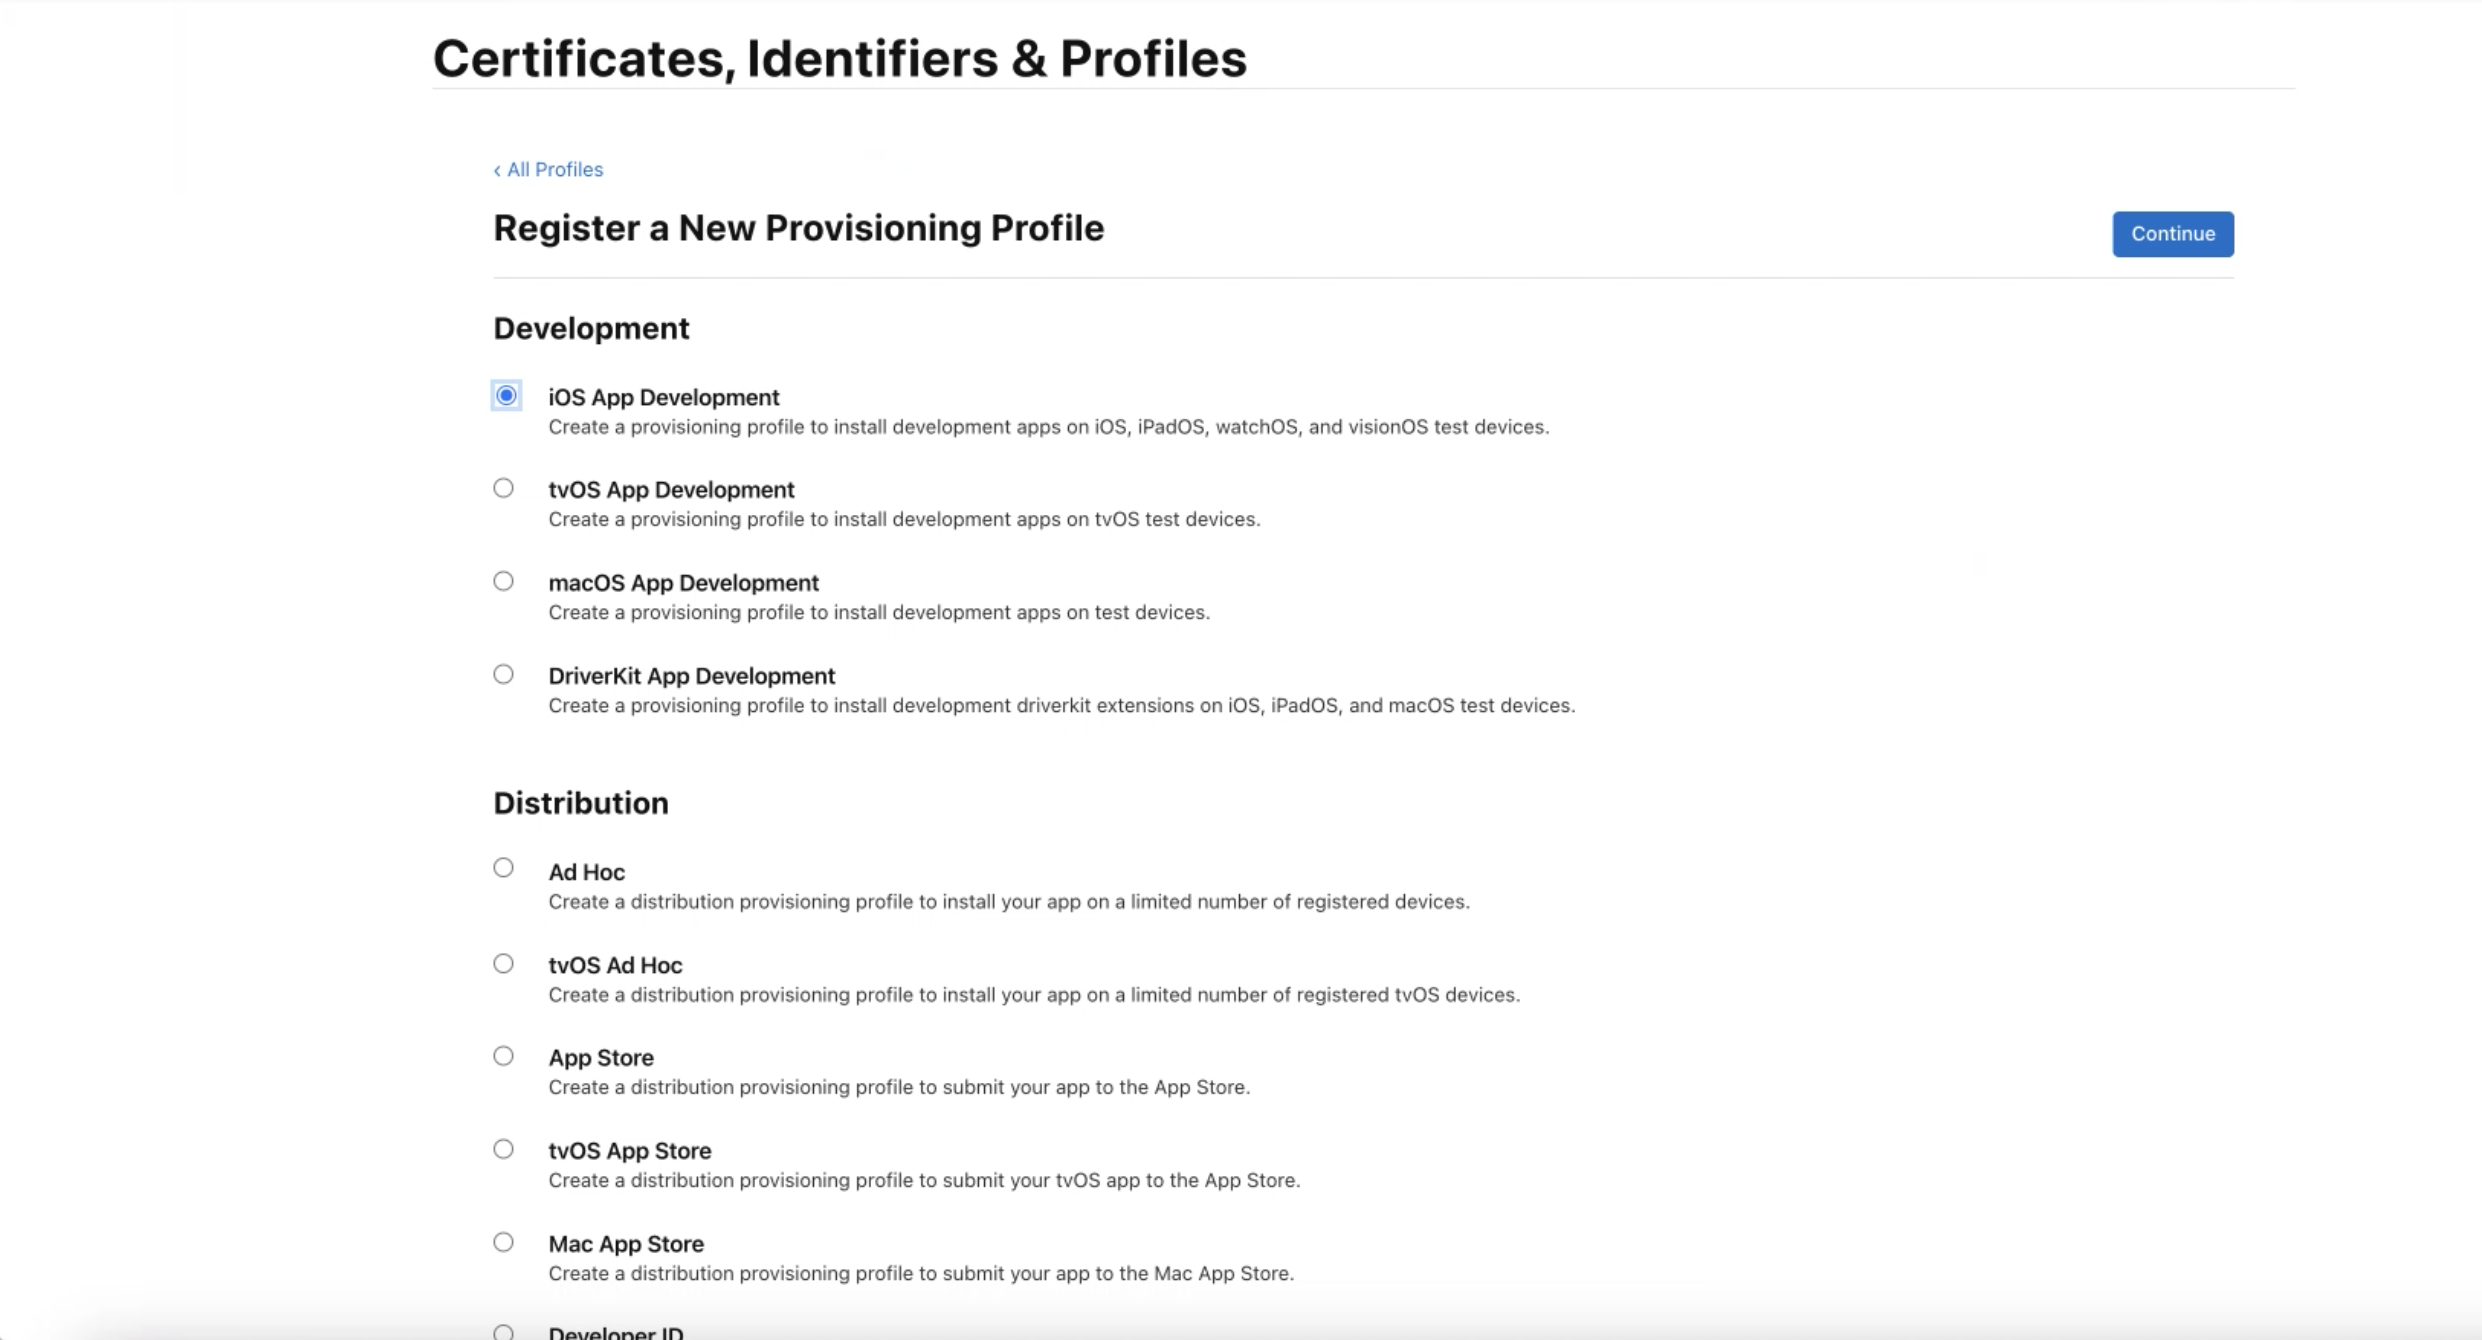 Certificates, Identifiers & Profiles
‹ All Profiles
Register a New Provisioning Profile
Continue
Development
iOS App Development
Create a provisioning profile to install development apps on iOS, iPadOS, watchOS, and visionOS test devices.
tvOS App Development
Create a provisioning profile to install development apps on tvOS test devices.
macOS App Development
Create a provisioning profile to install development apps on test devices.
DriverKit App Development
Create a provisioning profile to install development driverkit extensions on iOS, iPadOS, and macOS test devices.
Distribution
Ad Hoc
Create a distribution provisioning profile to install your app on a limited number of registered devices.
tvOS Ad Hoc
Create a distribution provisioning profile to install your app on a limited number of registered tvOS devices.
App Store
Create a distribution provisioning profile to submit your app to the App Store.
tvOS App Store
Create a distribution provisioning profile to submit your tvOS app to the App Store.
Mac App Store
Create a distribution provisioning profile to submit your app to the Mac App Store.
Developer ID